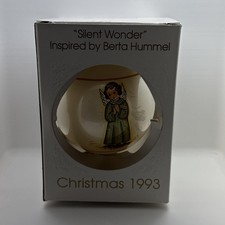 "Silent Wonder"
Inspired by Berta Hummel
Christmas 1993